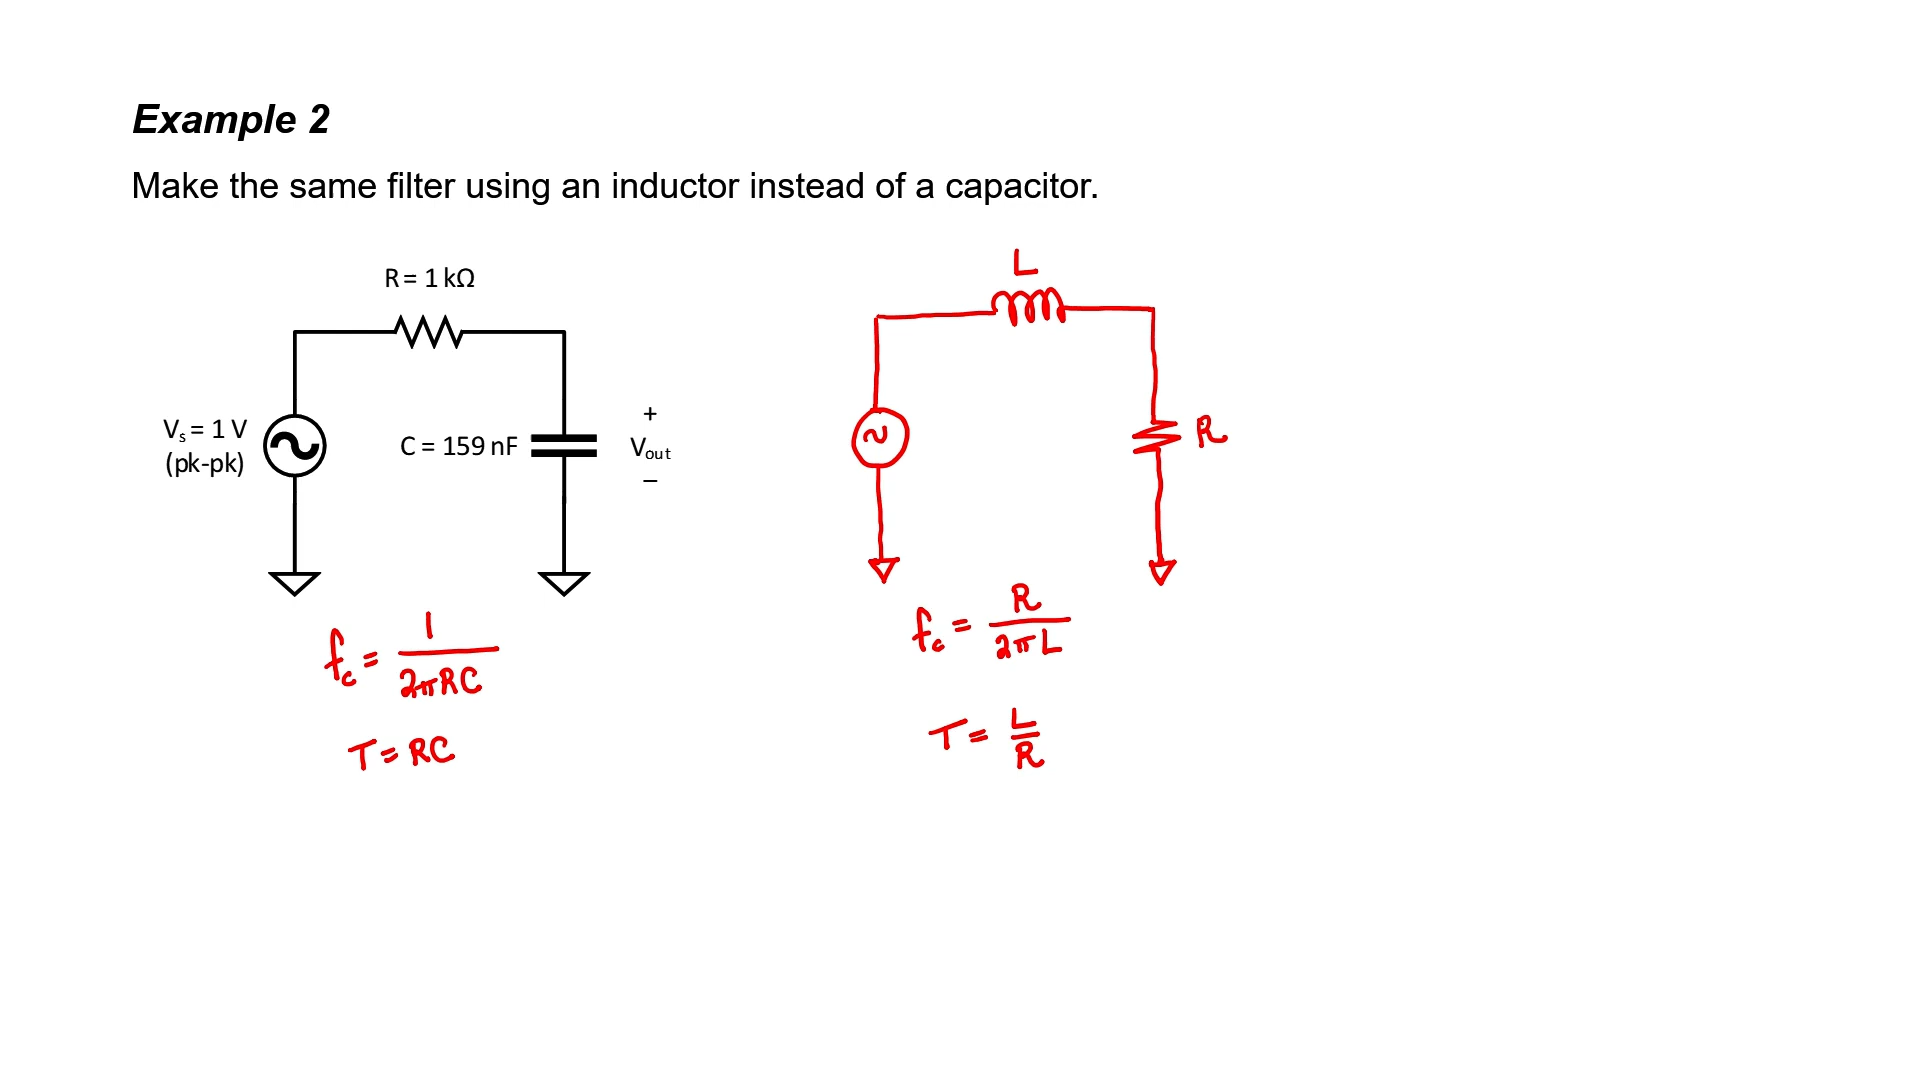 Example 2
Make the same filter using an inductor instead of a capacitor.
R = 1 kΩ
Vs = 1 V
(pk-pk)
C = 159 nF
+
Vout
−
fc = 1 / 2πRC
T = RC
L
R
fc = R / 2πL
T = L / R